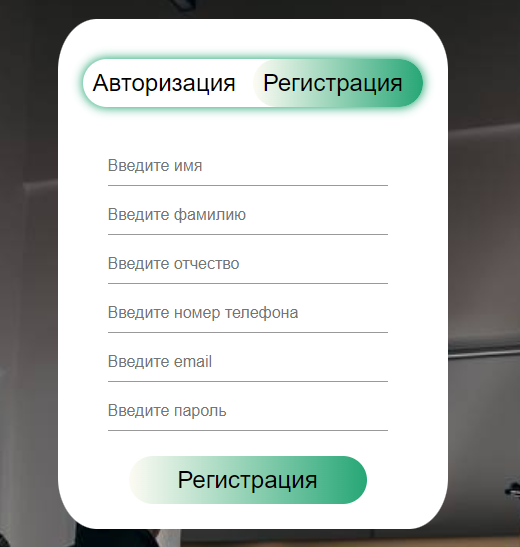 Авторизация Регистрация
Введите имя
Введите фамилию
Введите отчество
Введите номер телефона
Введите email
Введите пароль
Регистрация